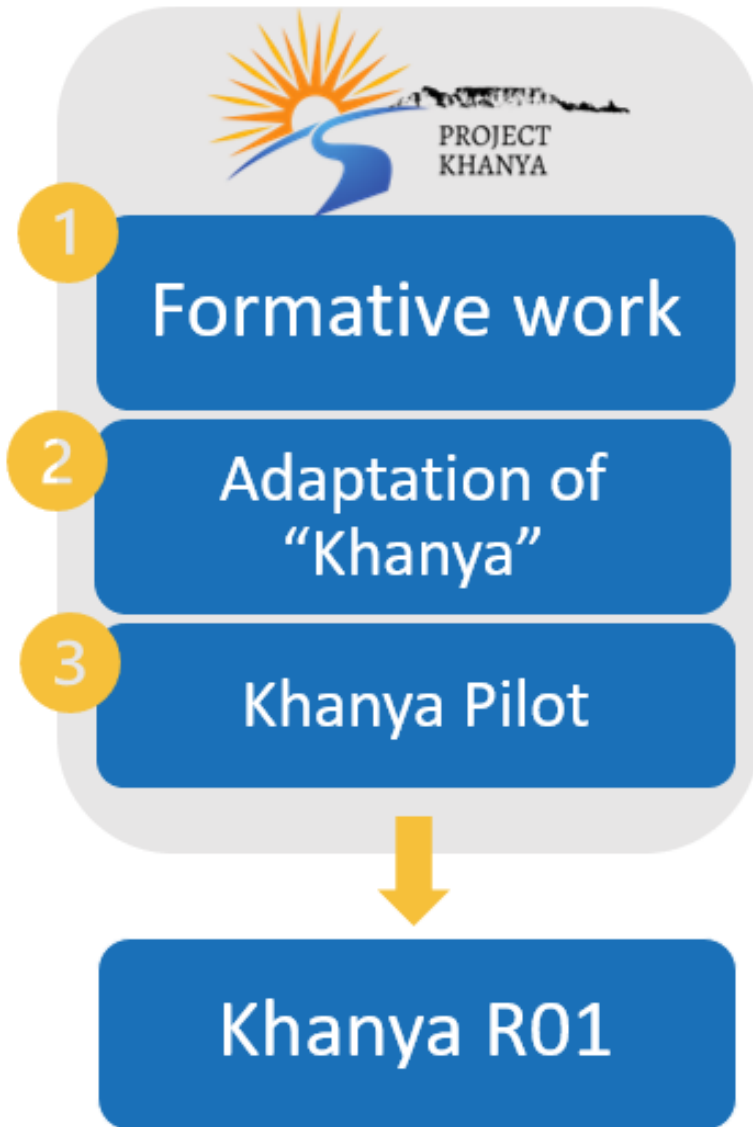 PROJECT
KHANYA
1
Formative work
2
Adaptation of
“Khanya”
3
Khanya Pilot
Khanya R01